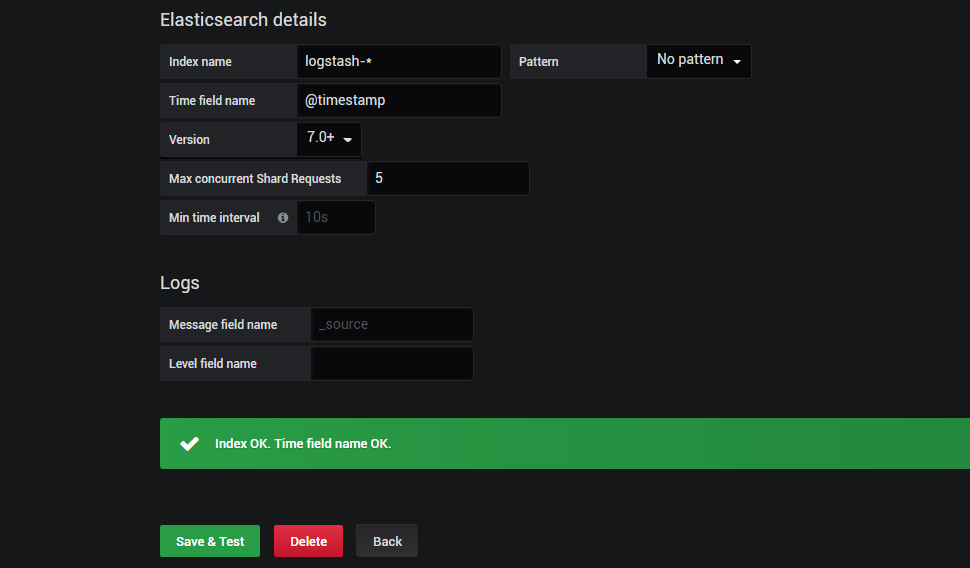 Elasticsearch details
Index name logstash-* Pattern No pattern
Time field name @timestamp
Version 7.0+
Max concurrent Shard Requests 5
Min time interval 10s
Logs
Message field name _source
Level field name
Index OK. Time field name OK.
Save & Test Delete Back